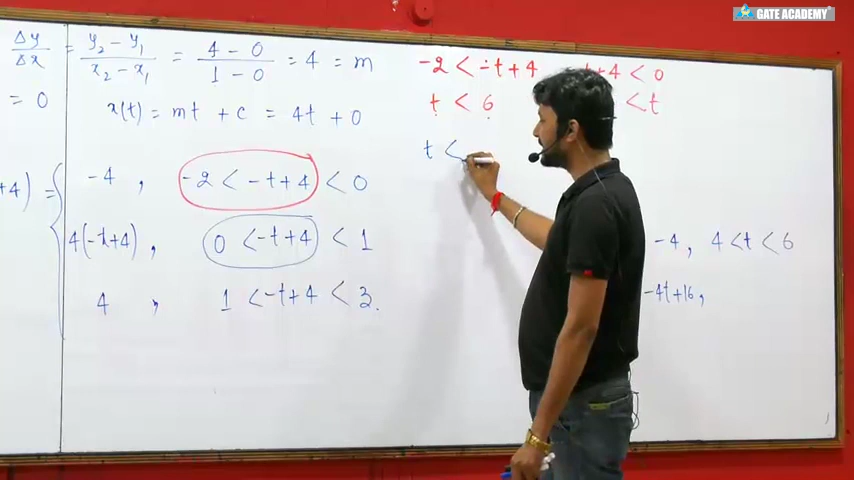 GATE ACADEMY
Δy/Δx = y₂ - y₁ / x₂ - x₁ = 4 - 0 / 1 - 0 = 4 = m
= 0
x(t) = mt + c = 4t + 0
+4) = { -4 , -2 < -t+4 < 0
4(-t+4) , 0 < -t+4 < 1
4 , 1 < -t+4 < 3.
-2 < -t+4
+4 < 0
t < 6
< t
t <
-4 , 4 < t < 6
-4t+16 ,